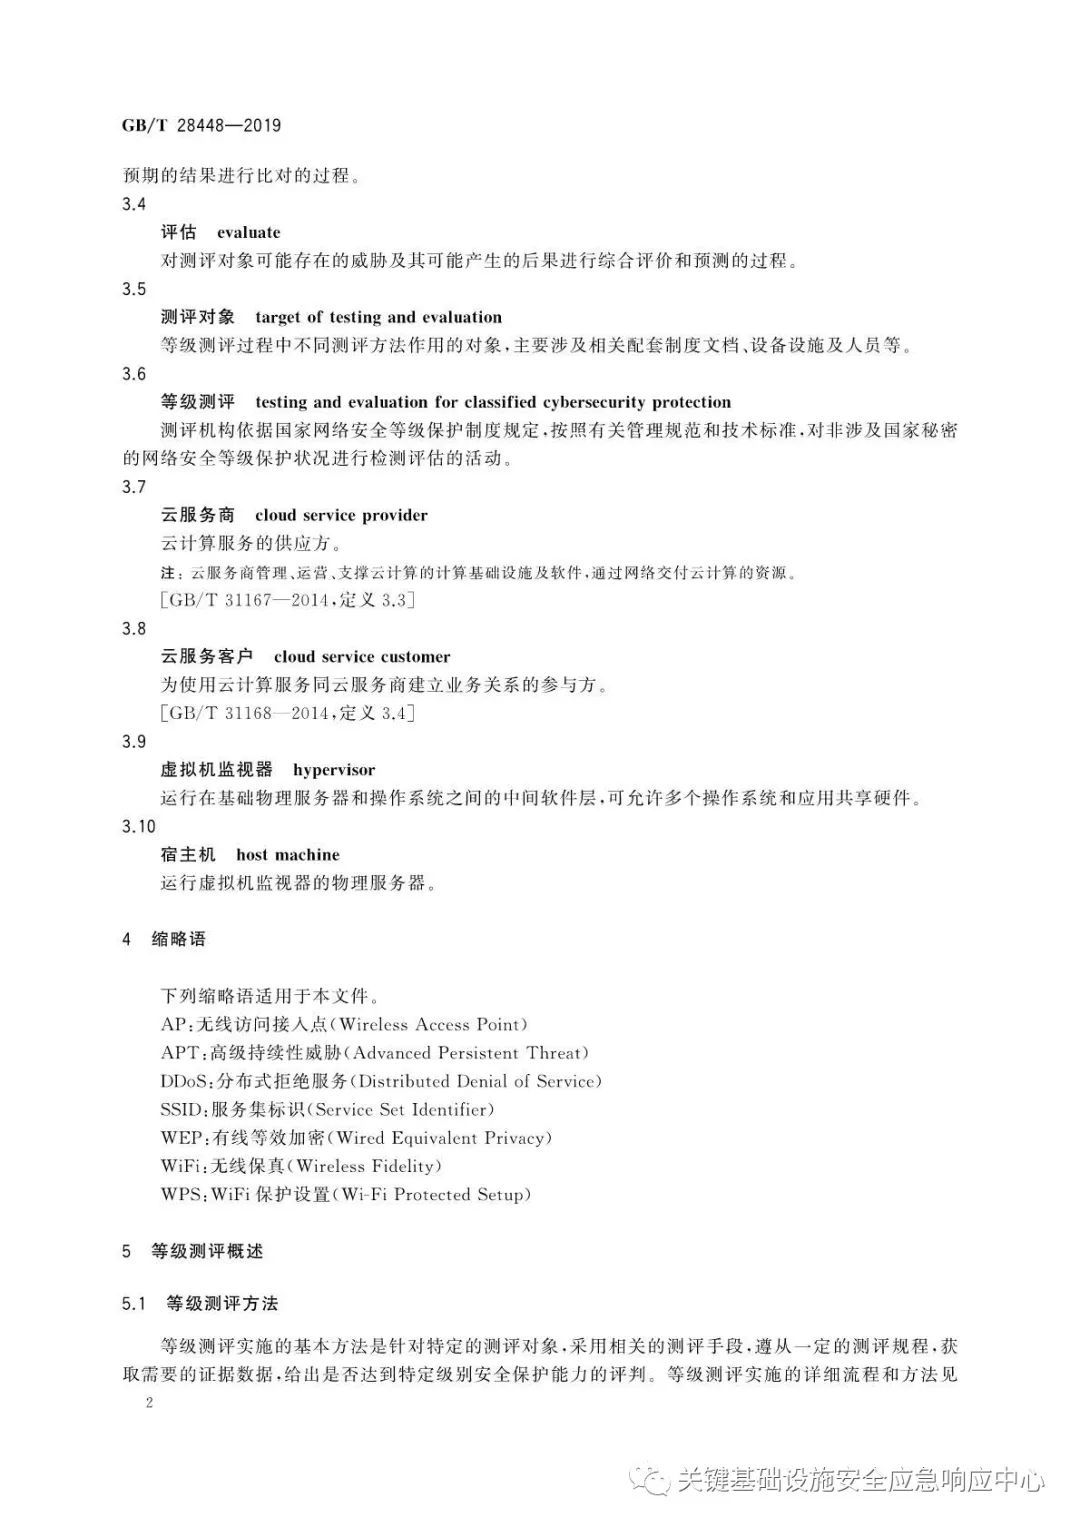 GB/T 28448—2019
预期的结果进行比对的过程。
3.4
评估 evaluate
对测评对象可能存在的威胁及其可能产生的后果进行综合评价和预测的过程。
3.5
测评对象 target of testing and evaluation
等级测评过程中不同测评方法作用的对象,主要涉及相关配套制度文档、设备设施及人员等。
3.6
等级测评 testing and evaluation for classified cybersecurity protection
测评机构依据国家网络安全等级保护制度规定,按照有关管理规范和技术标准,对非涉及国家秘密
的网络安全等级保护状况进行检测评估的活动。
3.7
云服务商 cloud service provider
云计算服务的供应方。
注:云服务商管理、运营、支撑云计算的计算基础设施及软件,通过网络交付云计算的资源。
[GB/T 31167—2014,定义 3.3]
3.8
云服务客户 cloud service customer
为使用云计算服务同云服务商建立业务关系的参与方。
[GB/T 31168—2014,定义 3.4]
3.9
虚拟机监视器 hypervisor
运行在基础物理服务器和操作系统之间的中间软件层,可允许多个操作系统和应用共享硬件。
3.10
宿主机 host machine
运行虚拟机监视器的物理服务器。
4 缩略语
下列缩略语适用于本文件。
AP:无线访问接入点(Wireless Access Point)
APT:高级持续性威胁(Advanced Persistent Threat)
DDoS:分布式拒绝服务(Distributed Denial of Service)
SSID:服务集标识(Service Set Identifier)
WEP:有线等效加密(Wired Equivalent Privacy)
WiFi:无线保真(Wireless Fidelity)
WPS:WiFi 保护设置(Wi-Fi Protected Setup)
5 等级测评概述
5.1 等级测评方法
等级测评实施的基本方法是针对特定的测评对象,采用相关的测评手段,遵从一定的测评规程,获
取需要的证据数据,给出是否达到特定级别安全保护能力的评判。等级测评实施的详细流程和方法见
2
关键基础设施安全应急响应中心